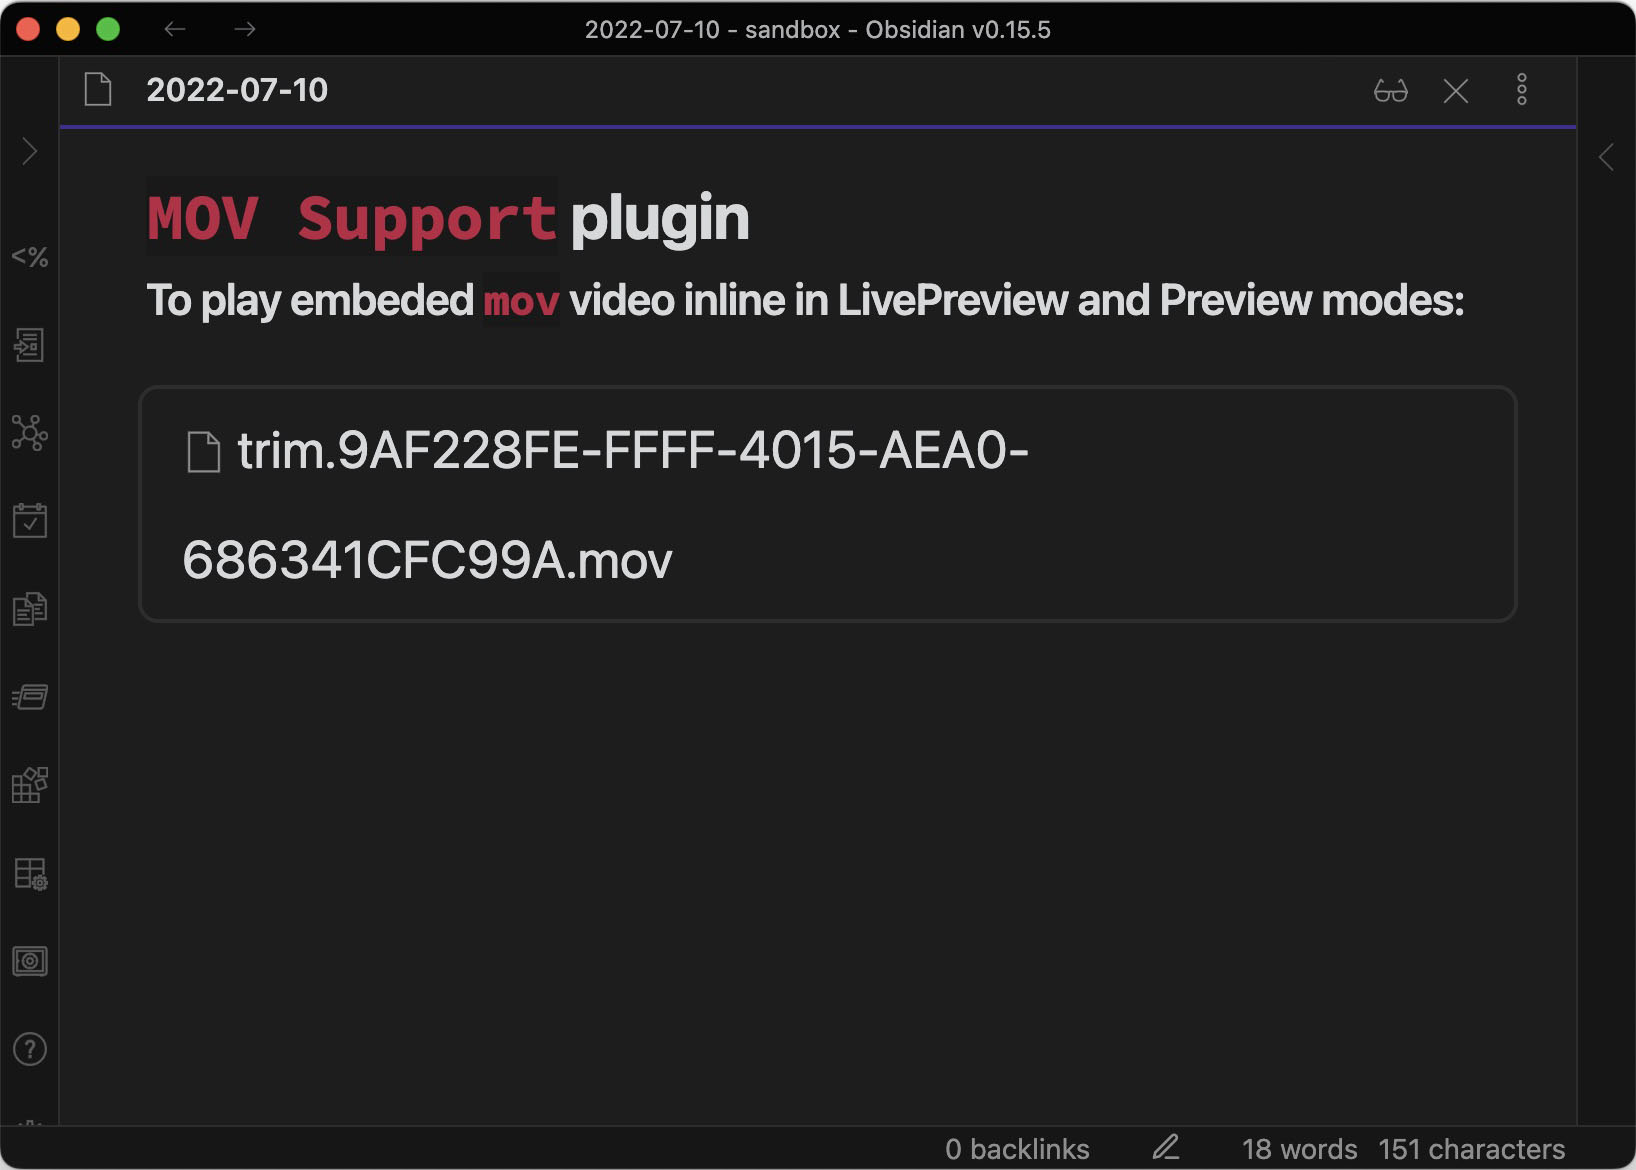 2022-07-10 - sandbox - Obsidian v0.15.5
2022-07-10
<%
MOV Support plugin
To play embeded mov video inline in LivePreview and Preview modes:
trim.9AF228FE-FFFF-4015-AEA0-
686341CFC99A.mov
0 backlinks 18 words 151 characters